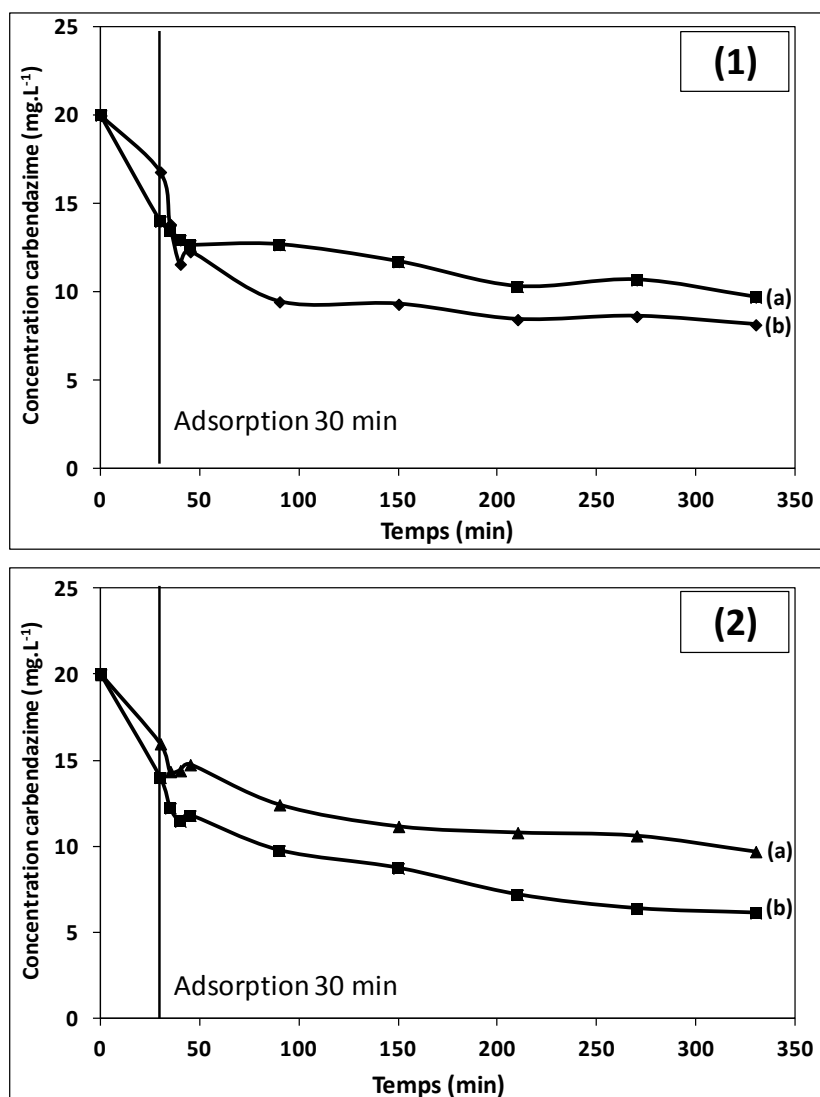 (1)
Concentration carbendazime (mg.L-1)
25
20
15
10
5
0
(a)
(b)
Adsorption 30 min
0 50 100 150 200 250 300 350
Temps (min)
(2)
Concentration carbendazime (mg.L-1)
25
20
15
10
5
0
(a)
(b)
Adsorption 30 min
0 50 100 150 200 250 300 350
Temps (min)